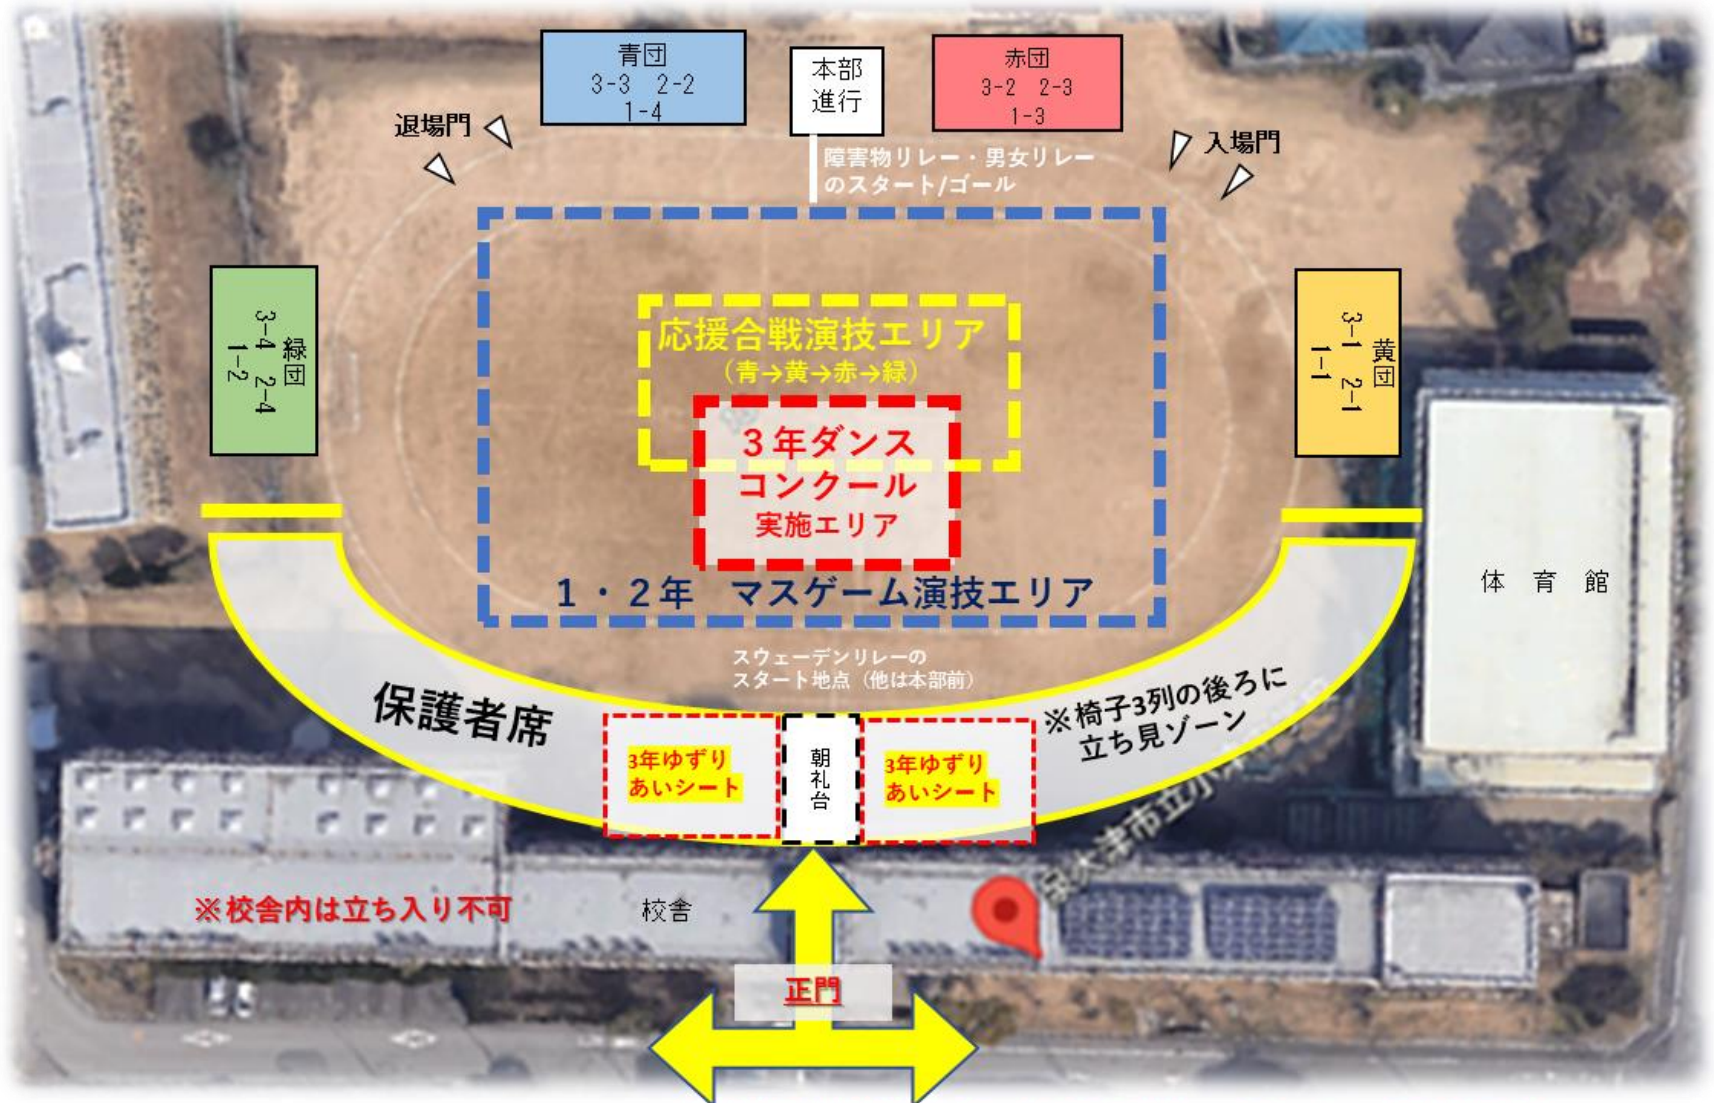 青団
3-3 2-2
1-4
本部
進行
赤団
3-2 2-3
1-3
退場門
入場門
障害物リレー・男女リレー
のスタート/ゴール
緑団
3-4 2-4
1-2
応援合戦演技エリア
（青→黄→赤→緑）
黄団
3-1 2-1
1-1
３年ダンス
コンクール
実施エリア
１・２年 マスゲーム演技エリア
体 育 館
スウェーデンリレーの
スタート地点（他は本部前）
保護者席
※椅子3列の後ろに
立ち見ゾーン
3年ゆずり
あいシート
朝礼台
3年ゆずり
あいシート
泉大津市立小
※校舎内は立ち入り不可
校舎
正門